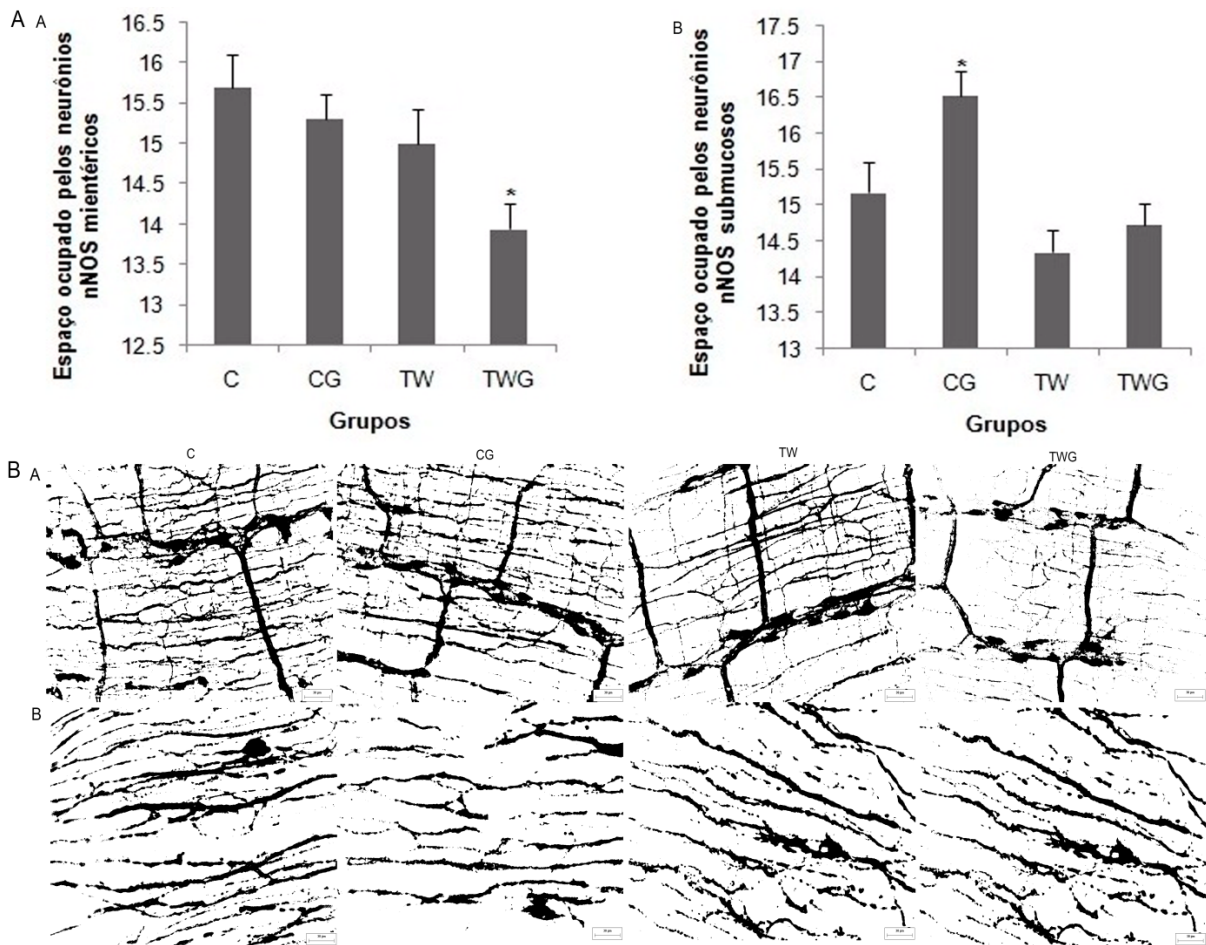 A A
Espaço ocupado pelos neurônios
nNOS mientéricos
16.5
16
15.5
15
14.5
14
13.5
13
12.5
*
C CG TW TWG
Grupos
B
Espaço ocupado pelos neurônios
nNOS submucosos
17.5
17
16.5
16
15.5
15
14.5
14
13.5
13
*
C CG TW TWG
Grupos
B A
C CG TW TWG
B